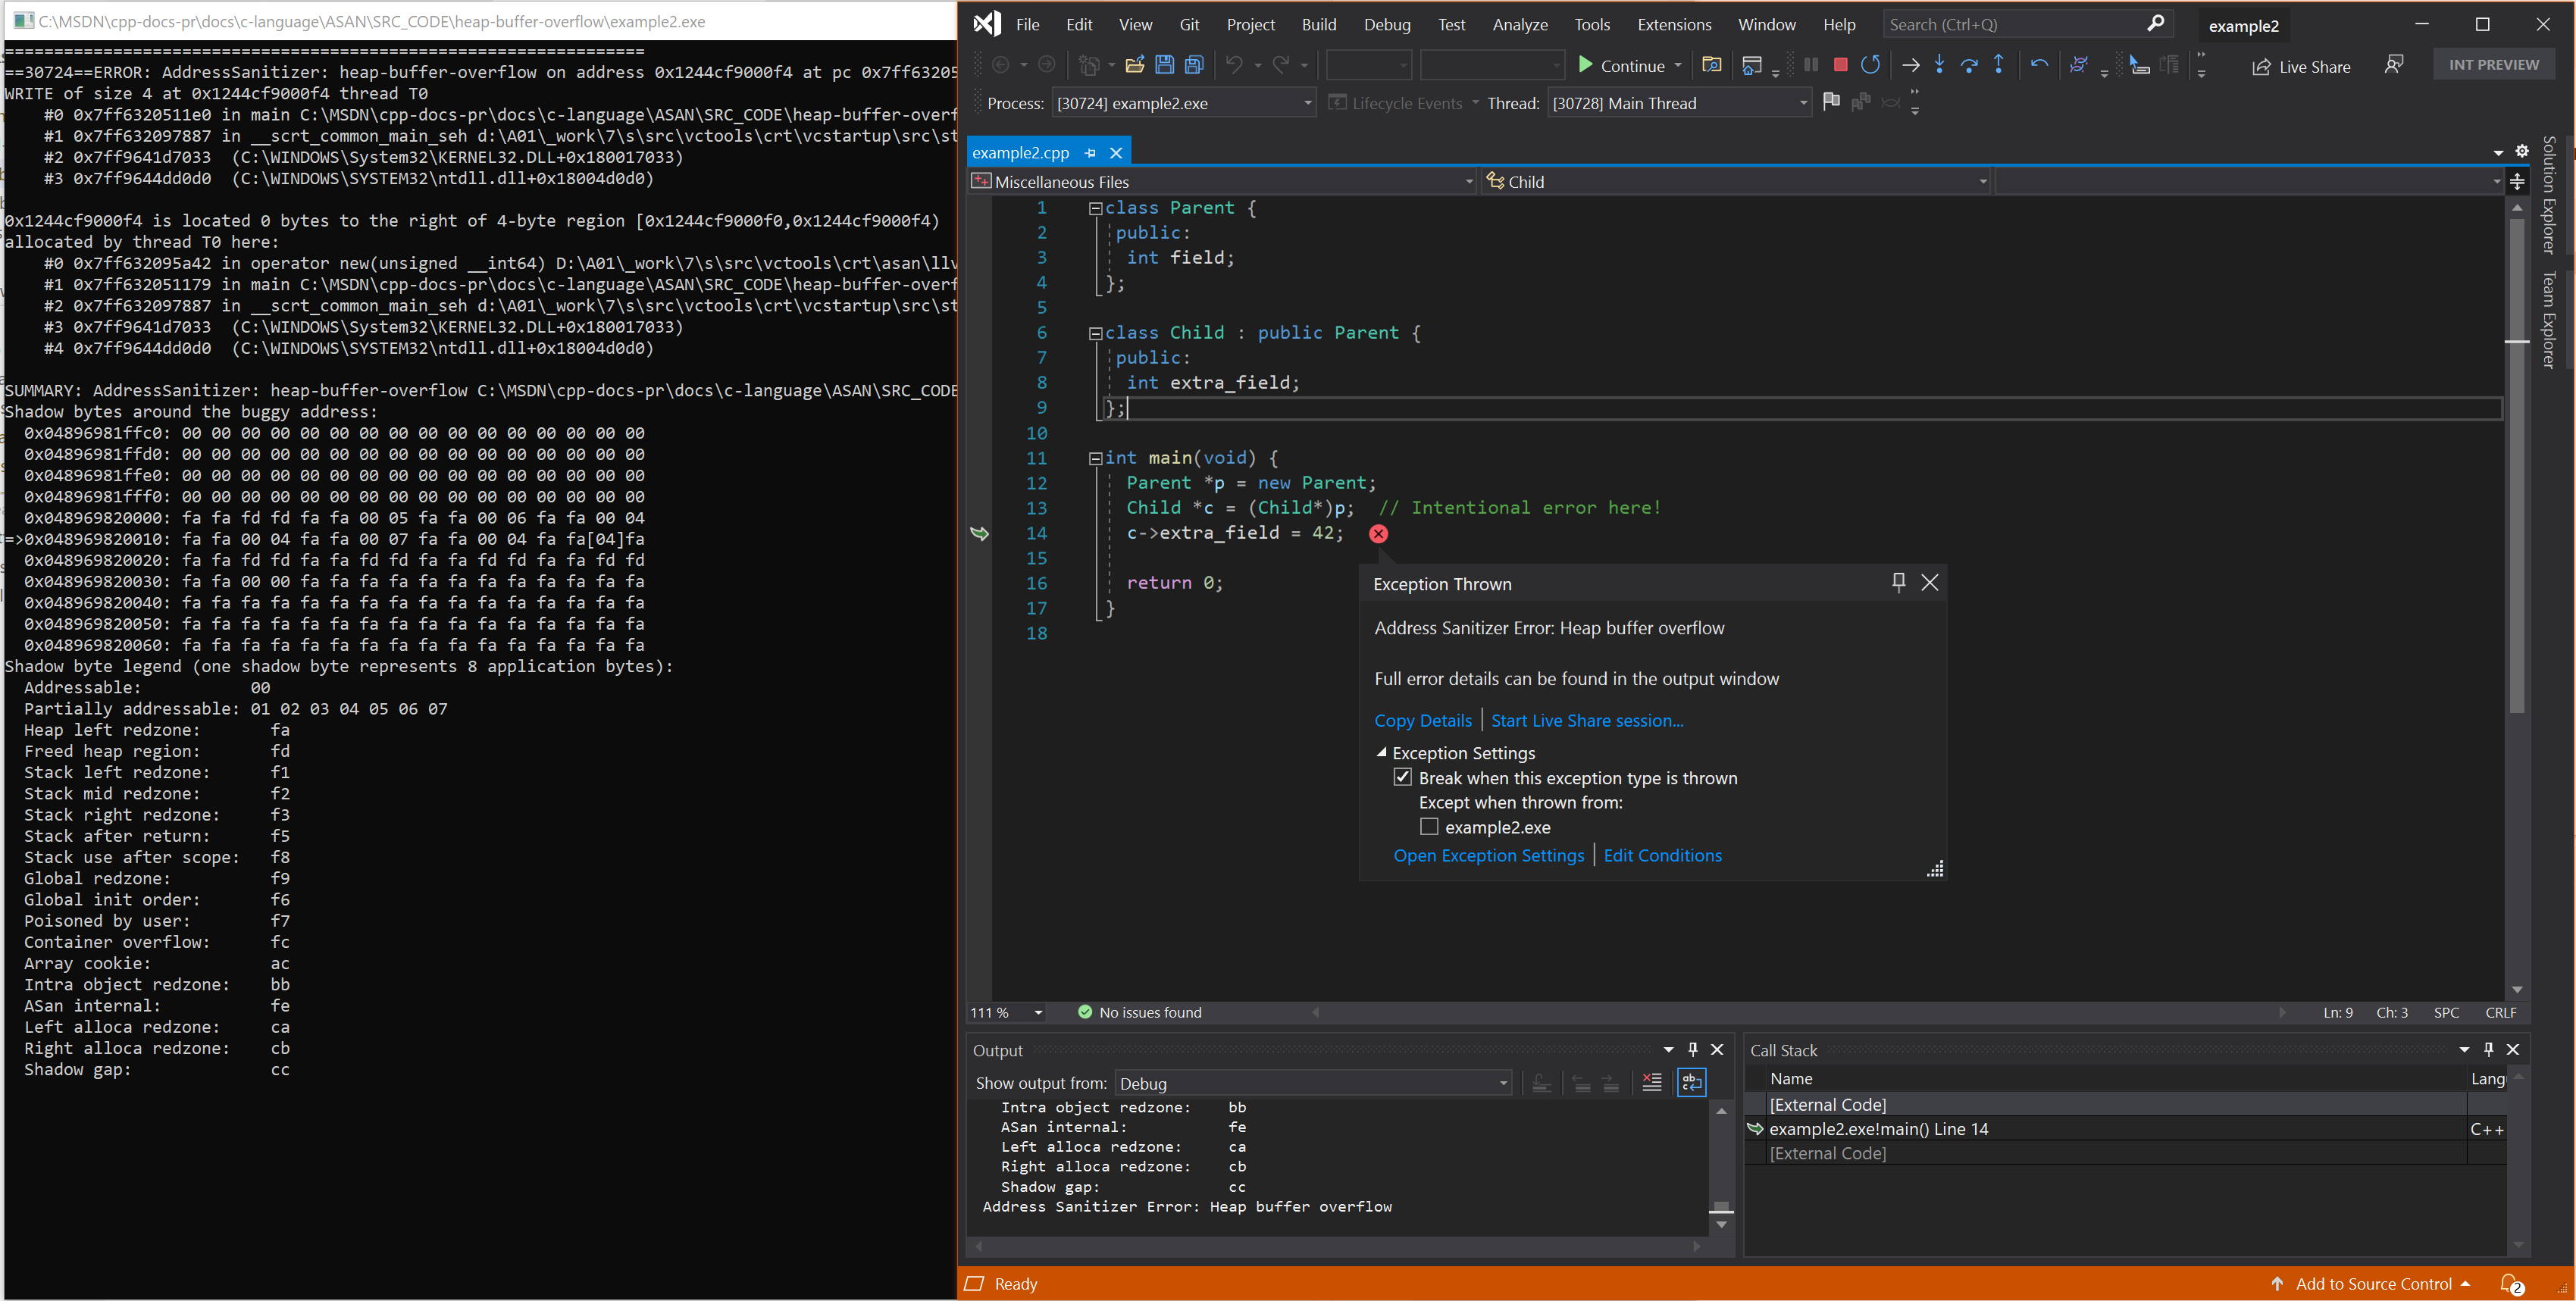 C:\MSDN\cpp-docs-pr\docs\c-language\ASAN\SRC_CODE\heap-buffer-overflow\example2.exe
=================================================================
==30724==ERROR: AddressSanitizer: heap-buffer-overflow on address 0x1244cf9000f4 at pc 0x7ff63205
WRITE of size 4 at 0x1244cf9000f4 thread T0
#0 0x7ff6320511e0 in main C:\MSDN\cpp-docs-pr\docs\c-language\ASAN\SRC_CODE\heap-buffer-overf
#1 0x7ff632097887 in __scrt_common_main_seh d:\A01\_work\7\s\src\vctools\crt\vcstartup\src\st
#2 0x7ff9641d7033  (C:\WINDOWS\System32\KERNEL32.DLL+0x180017033)
#3 0x7ff9644dd0d0  (C:\WINDOWS\SYSTEM32\ntdll.dll+0x18004d0d0)
0x1244cf9000f4 is located 0 bytes to the right of 4-byte region [0x1244cf9000f0,0x1244cf9000f4)
allocated by thread T0 here:
#0 0x7ff632095a42 in operator new(unsigned __int64) D:\A01\_work\7\s\src\vctools\crt\asan\llv
#1 0x7ff632051179 in main C:\MSDN\cpp-docs-pr\docs\c-language\ASAN\SRC_CODE\heap-buffer-overf
#2 0x7ff632097887 in __scrt_common_main_seh d:\A01\_work\7\s\src\vctools\crt\vcstartup\src\st
#3 0x7ff9641d7033  (C:\WINDOWS\System32\KERNEL32.DLL+0x180017033)
#4 0x7ff9644dd0d0  (C:\WINDOWS\SYSTEM32\ntdll.dll+0x18004d0d0)
SUMMARY: AddressSanitizer: heap-buffer-overflow C:\MSDN\cpp-docs-pr\docs\c-language\ASAN\SRC_CODE
Shadow bytes around the buggy address:
0x04896981ffc0: 00 00 00 00 00 00 00 00 00 00 00 00 00 00 00 00
0x04896981ffd0: 00 00 00 00 00 00 00 00 00 00 00 00 00 00 00 00
0x04896981ffe0: 00 00 00 00 00 00 00 00 00 00 00 00 00 00 00 00
0x04896981fff0: 00 00 00 00 00 00 00 00 00 00 00 00 00 00 00 00
0x048969820000: fa fa fd fd fa fa 00 05 fa fa 00 06 fa fa 00 04
=>0x048969820010: fa fa 00 04 fa fa 00 07 fa fa 00 04 fa fa[04]fa
0x048969820020: fa fa fd fd fa fa fd fd fa fa fd fd fa fa fd fd
0x048969820030: fa fa 00 00 fa fa fa fa fa fa fa fa fa fa fa fa
0x048969820040: fa fa fa fa fa fa fa fa fa fa fa fa fa fa fa fa
0x048969820050: fa fa fa fa fa fa fa fa fa fa fa fa fa fa fa fa
0x048969820060: fa fa fa fa fa fa fa fa fa fa fa fa fa fa fa fa
Shadow byte legend (one shadow byte represents 8 application bytes):
Addressable:           00
Partially addressable: 01 02 03 04 05 06 07
Heap left redzone:       fa
Freed heap region:       fd
Stack left redzone:      f1
Stack mid redzone:       f2
Stack right redzone:     f3
Stack after return:      f5
Stack use after scope:   f8
Global redzone:          f9
Global init order:       f6
Poisoned by user:        f7
Container overflow:      fc
Array cookie:            ac
Intra object redzone:    bb
ASan internal:           fe
Left alloca redzone:     ca
Right alloca redzone:    cb
Shadow gap:              cc
File Edit View Git Project Build Debug Test Analyze Tools Extensions Window Help Search (Ctrl+Q) example2
Continue Live Share INT PREVIEW
Process: [30724] example2.exe Lifecycle Events Thread: [30728] Main Thread
example2.cpp
Miscellaneous Files Child
1 class Parent {
2 public:
3 int field;
4 };
5
6 class Child : public Parent {
7 public:
8 int extra_field;
9 };
10
11 int main(void) {
12 Parent *p = new Parent;
13 Child *c = (Child*)p;  // Intentional error here!
14 c->extra_field = 42;
15
16 return 0;
17 }
18
Exception Thrown
Address Sanitizer Error: Heap buffer overflow
Full error details can be found in the output window
Copy Details | Start Live Share session...
Exception Settings
Break when this exception type is thrown
Except when thrown from:
example2.exe
Open Exception Settings | Edit Conditions
Solution Explorer
Team Explorer
111 % No issues found Ln: 9 Ch: 3 SPC CRLF
Output
Show output from: Debug
Intra object redzone:    bb
ASan internal:           fe
Left alloca redzone:     ca
Right alloca redzone:    cb
Shadow gap:              cc
Address Sanitizer Error: Heap buffer overflow
Call Stack
Name Lang
[External Code]
example2.exe!main() Line 14 C++
[External Code]
Ready Add to Source Control 2